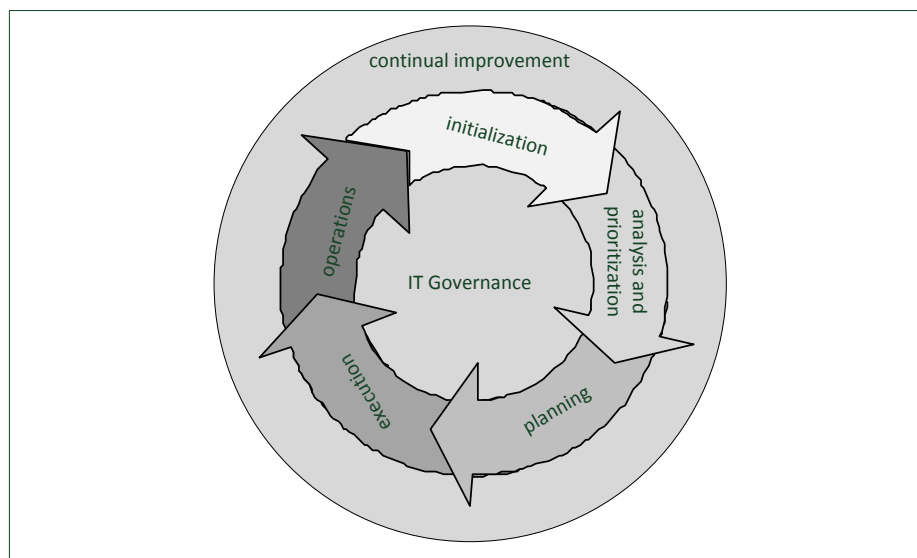 continual improvement
initialization
analysis and
prioritization
planning
execution
operations
IT Governance